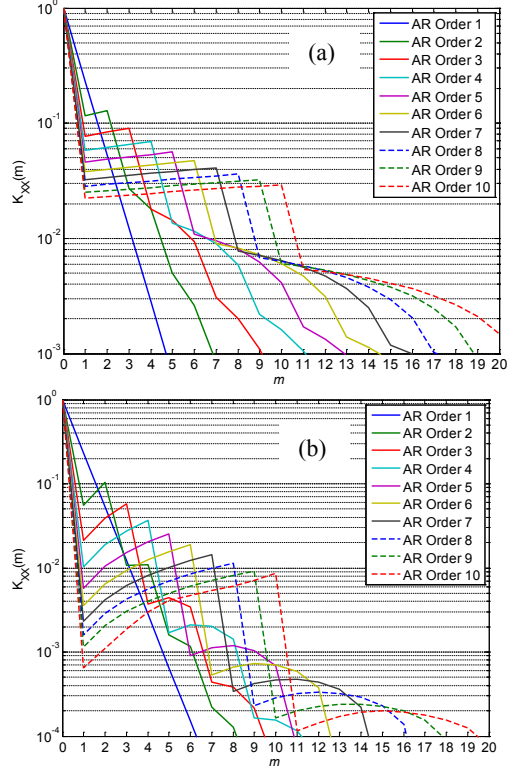 10^0
10^-1
10^-2
10^-3
K_XX(m)
(a)
AR Order 1
AR Order 2
AR Order 3
AR Order 4
AR Order 5
AR Order 6
AR Order 7
AR Order 8
AR Order 9
AR Order 10
0 1 2 3 4 5 6 7 8 9 10 11 12 13 14 15 16 17 18 19 20
m
10^0
10^-1
10^-2
10^-3
10^-4
K_XX(m)
(b)
AR Order 1
AR Order 2
AR Order 3
AR Order 4
AR Order 5
AR Order 6
AR Order 7
AR Order 8
AR Order 9
AR Order 10
0 1 2 3 4 5 6 7 8 9 10 11 12 13 14 15 16 17 18 19 20
m